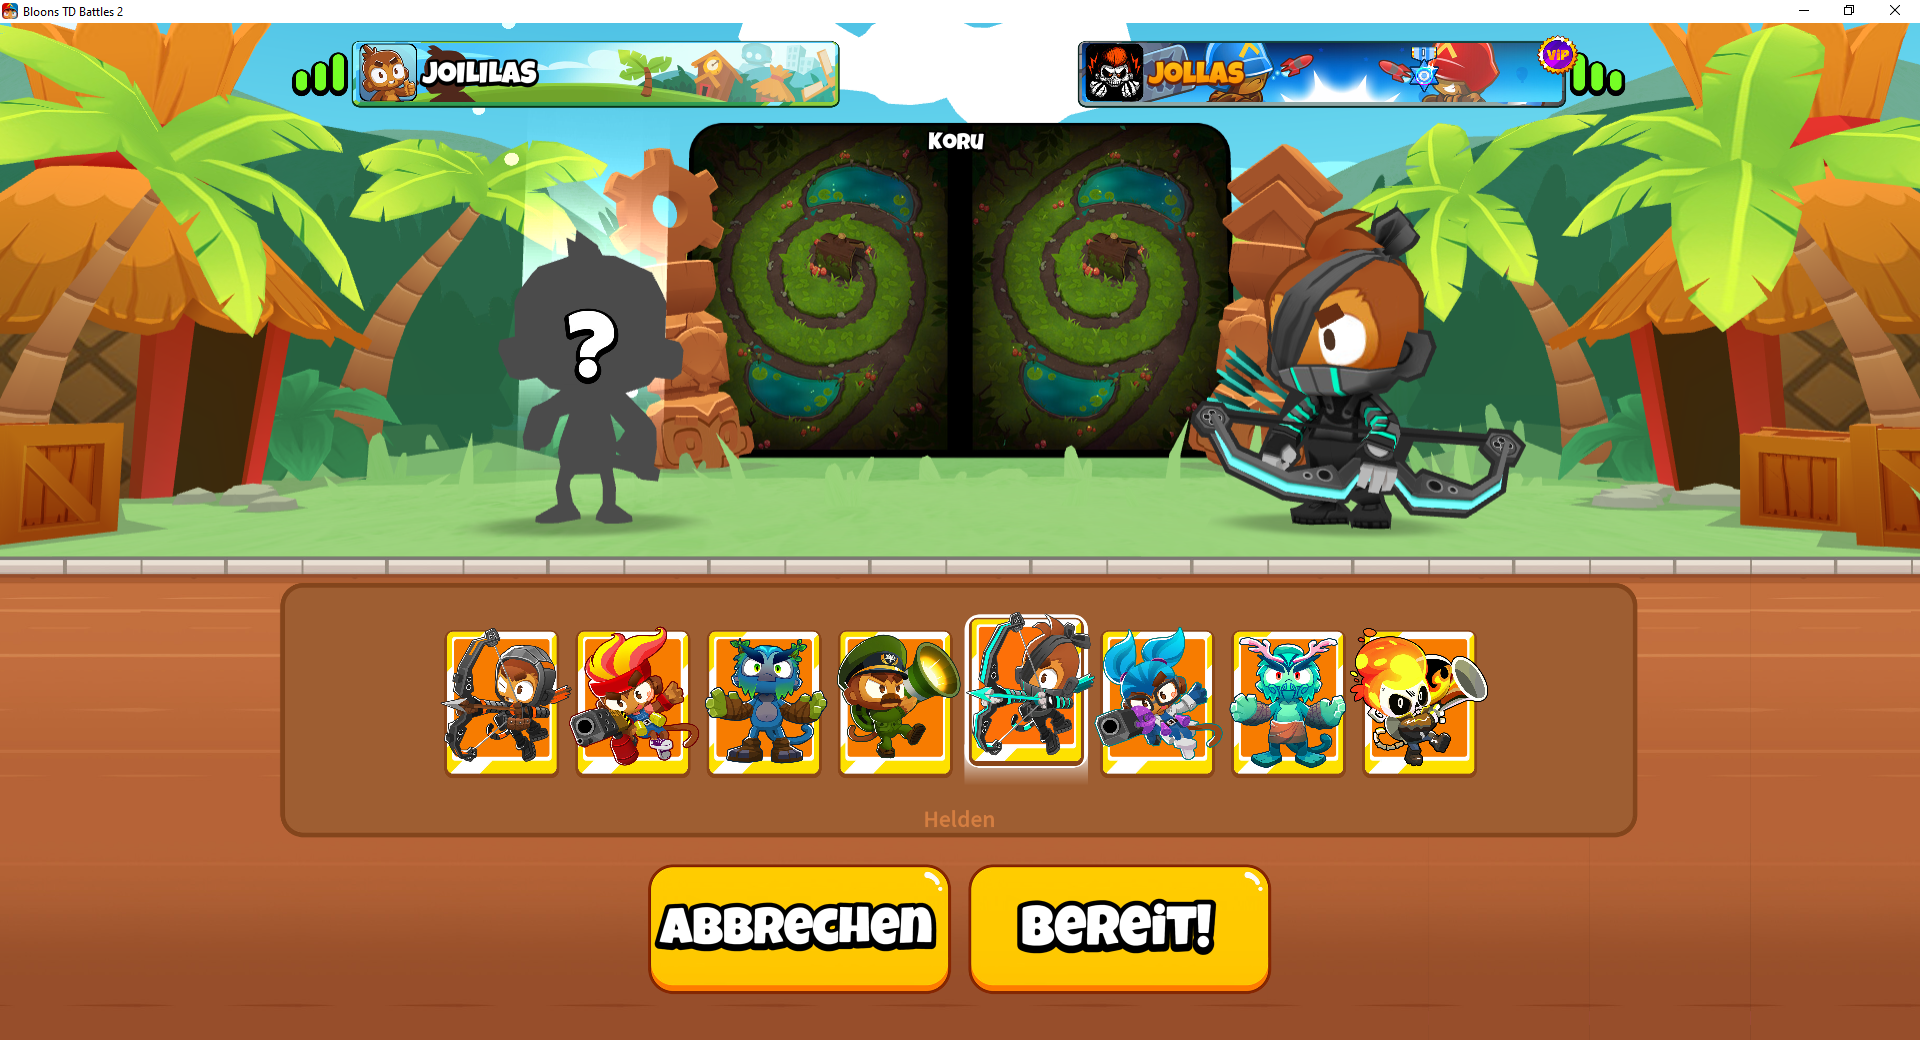 Bloons TD Battles 2
JOILILAS
JOLLAS
VIP
KORU
?
Helden
ABBRECHEN
BEREIT!